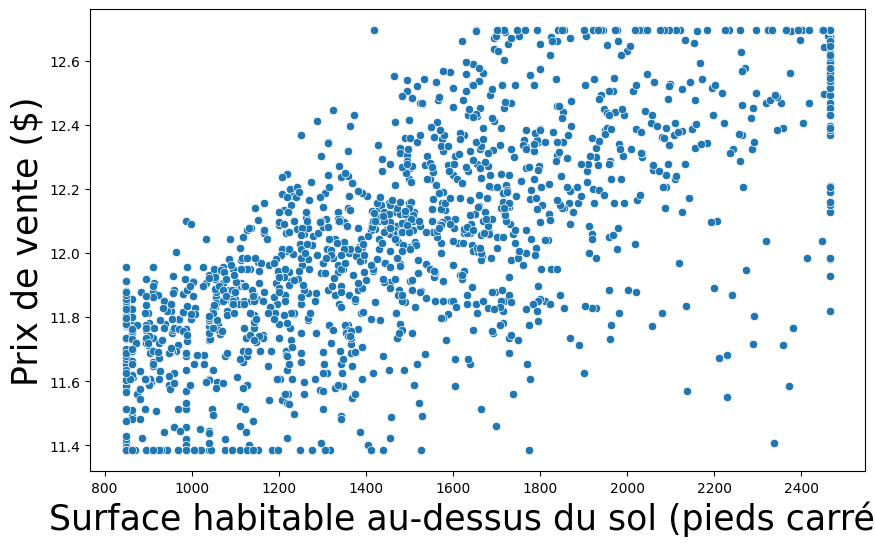 Prix de vente ($)
12.6
12.4
12.2
12.0
11.8
11.6
11.4
800 1000 1200 1400 1600 1800 2000 2200 2400
Surface habitable au-dessus du sol (pieds carré